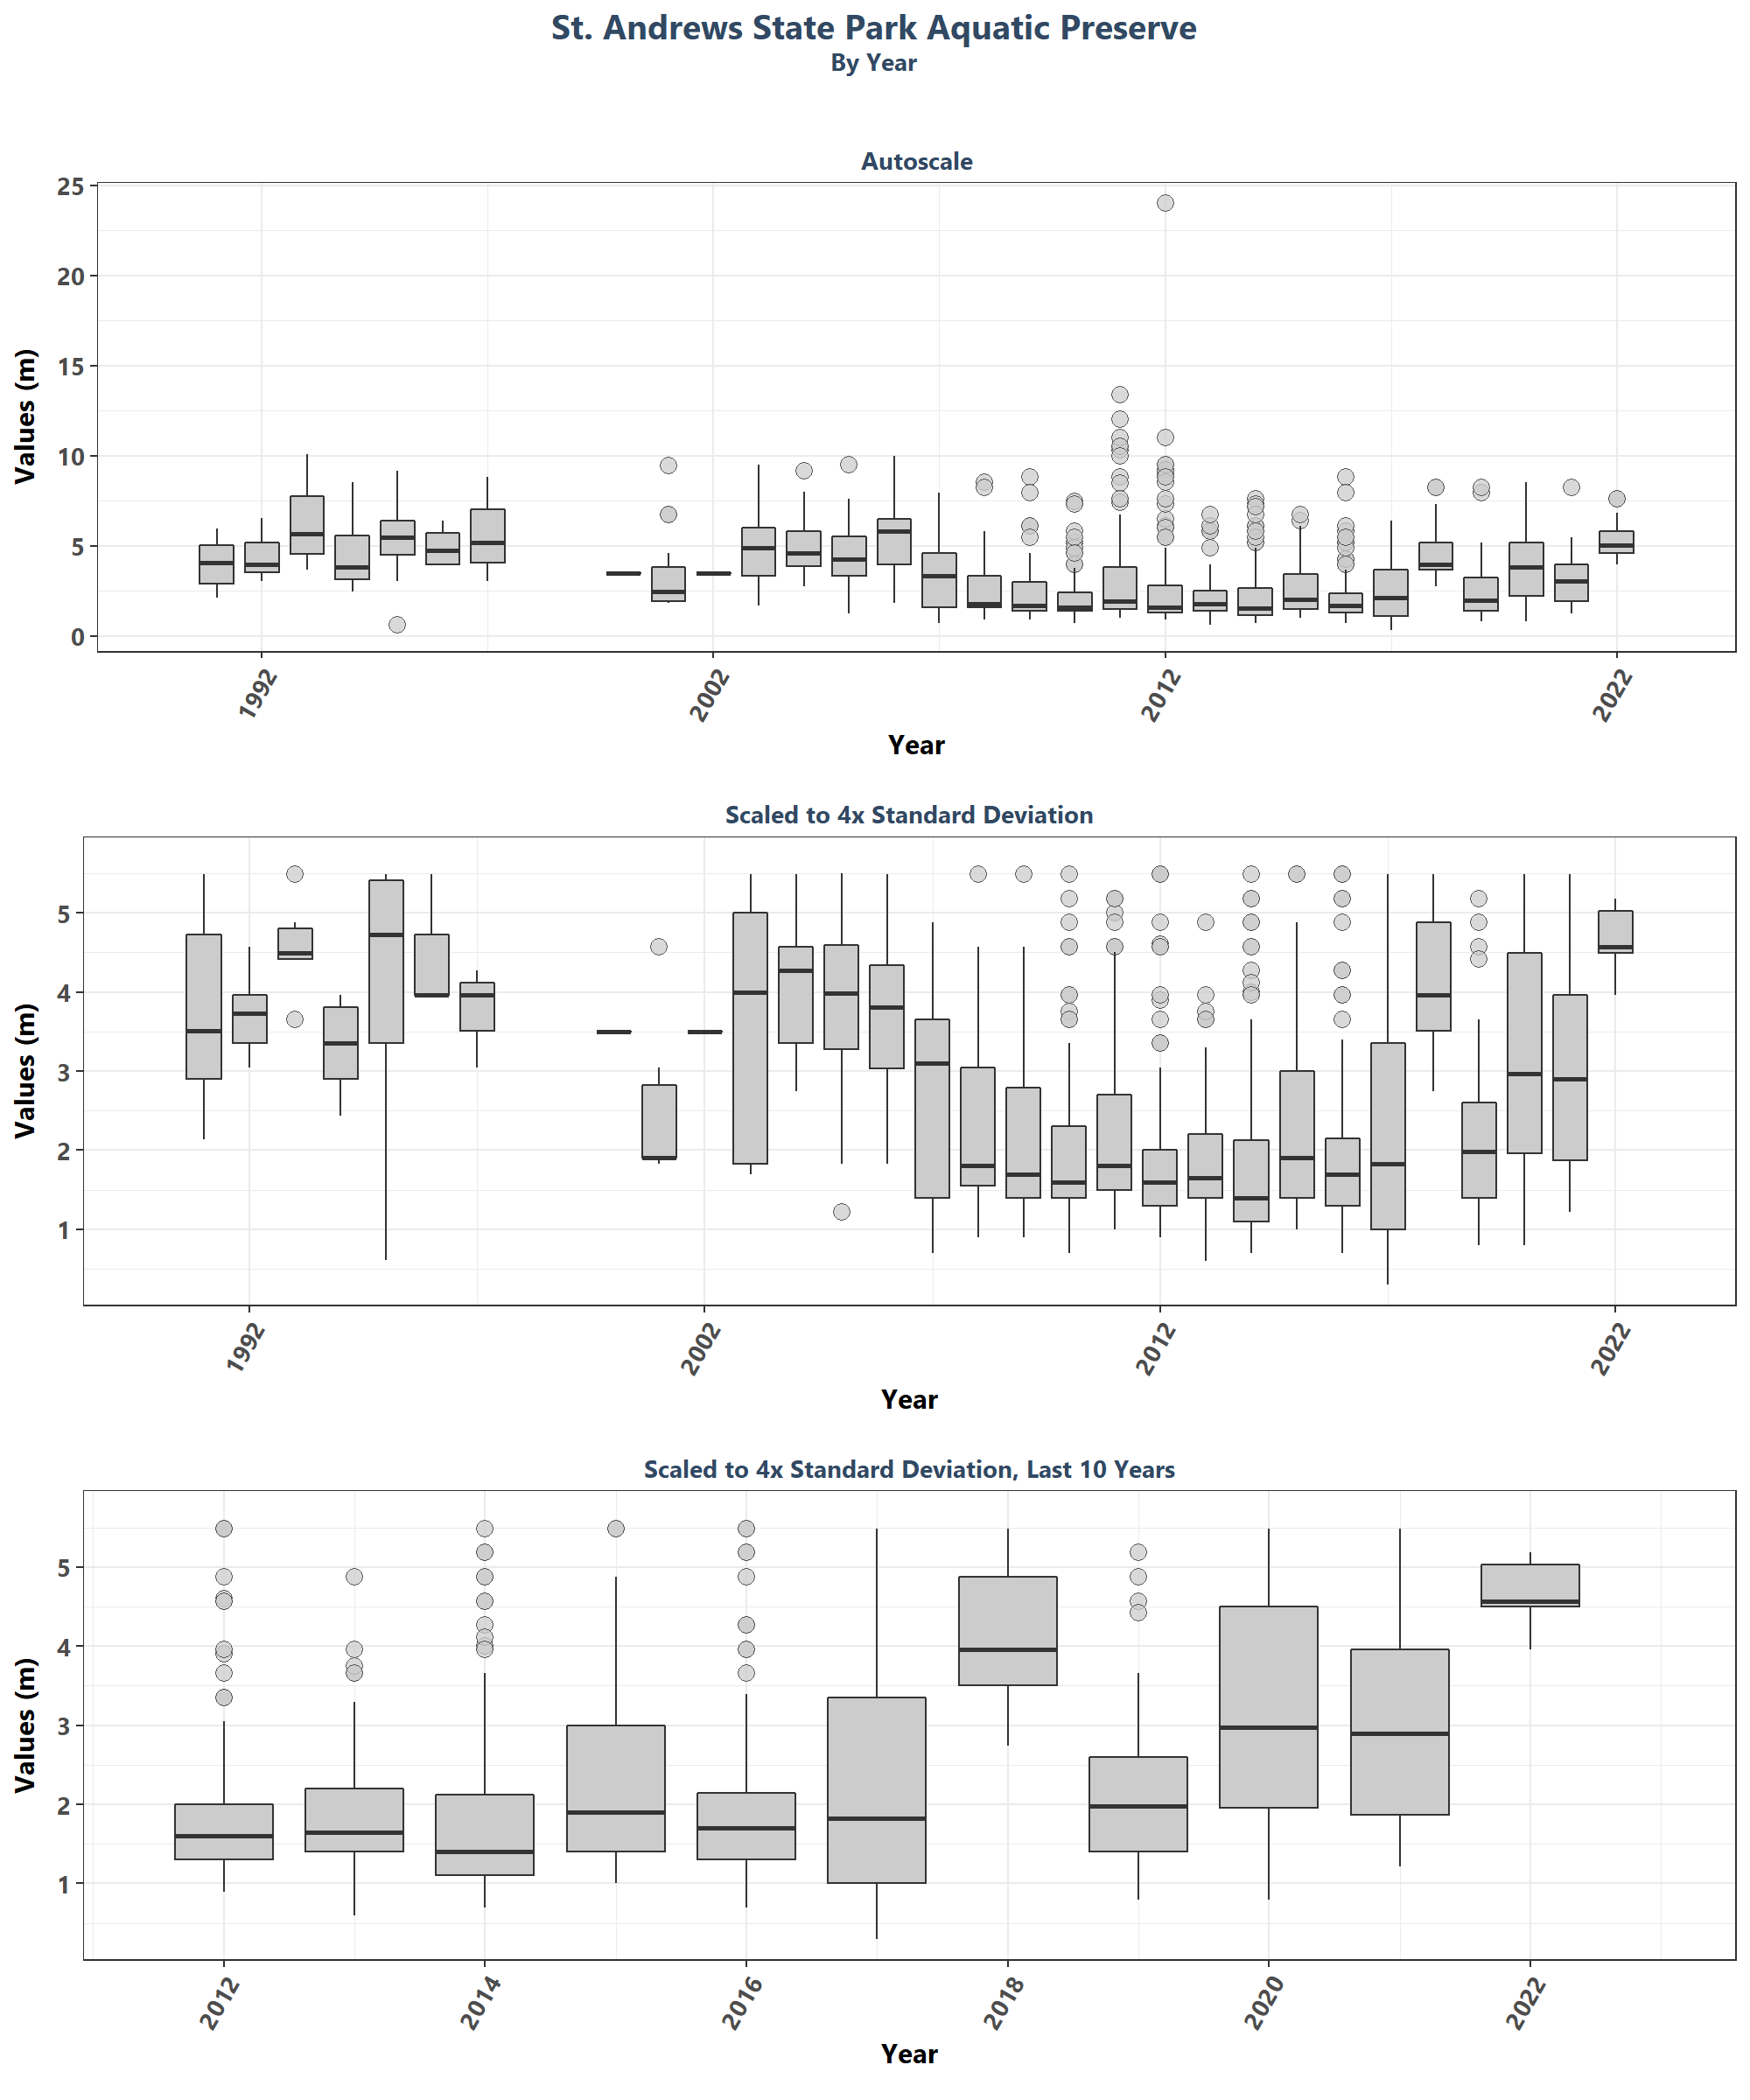 St. Andrews State Park Aquatic Preserve
By Year
Autoscale
Values (m)
25
20
15
10
5
0
1992
2002
2012
2022
Year
Scaled to 4x Standard Deviation
Values (m)
5
4
3
2
1
1992
2002
2012
2022
Year
Scaled to 4x Standard Deviation, Last 10 Years
Values (m)
5
4
3
2
1
2012
2014
2016
2018
2020
2022
Year